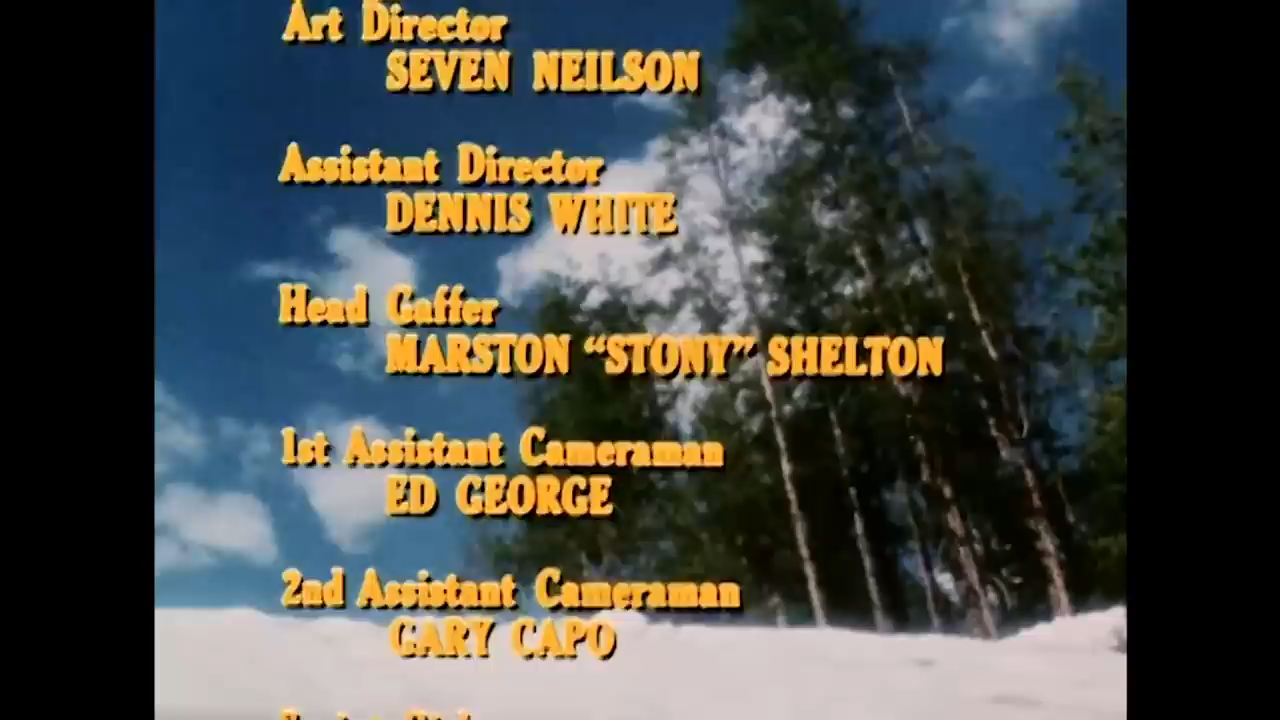 Art Director
SEVEN NEILSON
Assistant Director
DENNIS WHITE
Head Gaffer
MARSTON “STONY” SHELTON
1st Assistant Cameraman
ED GEORGE
2nd Assistant Cameraman
GARY CAPO